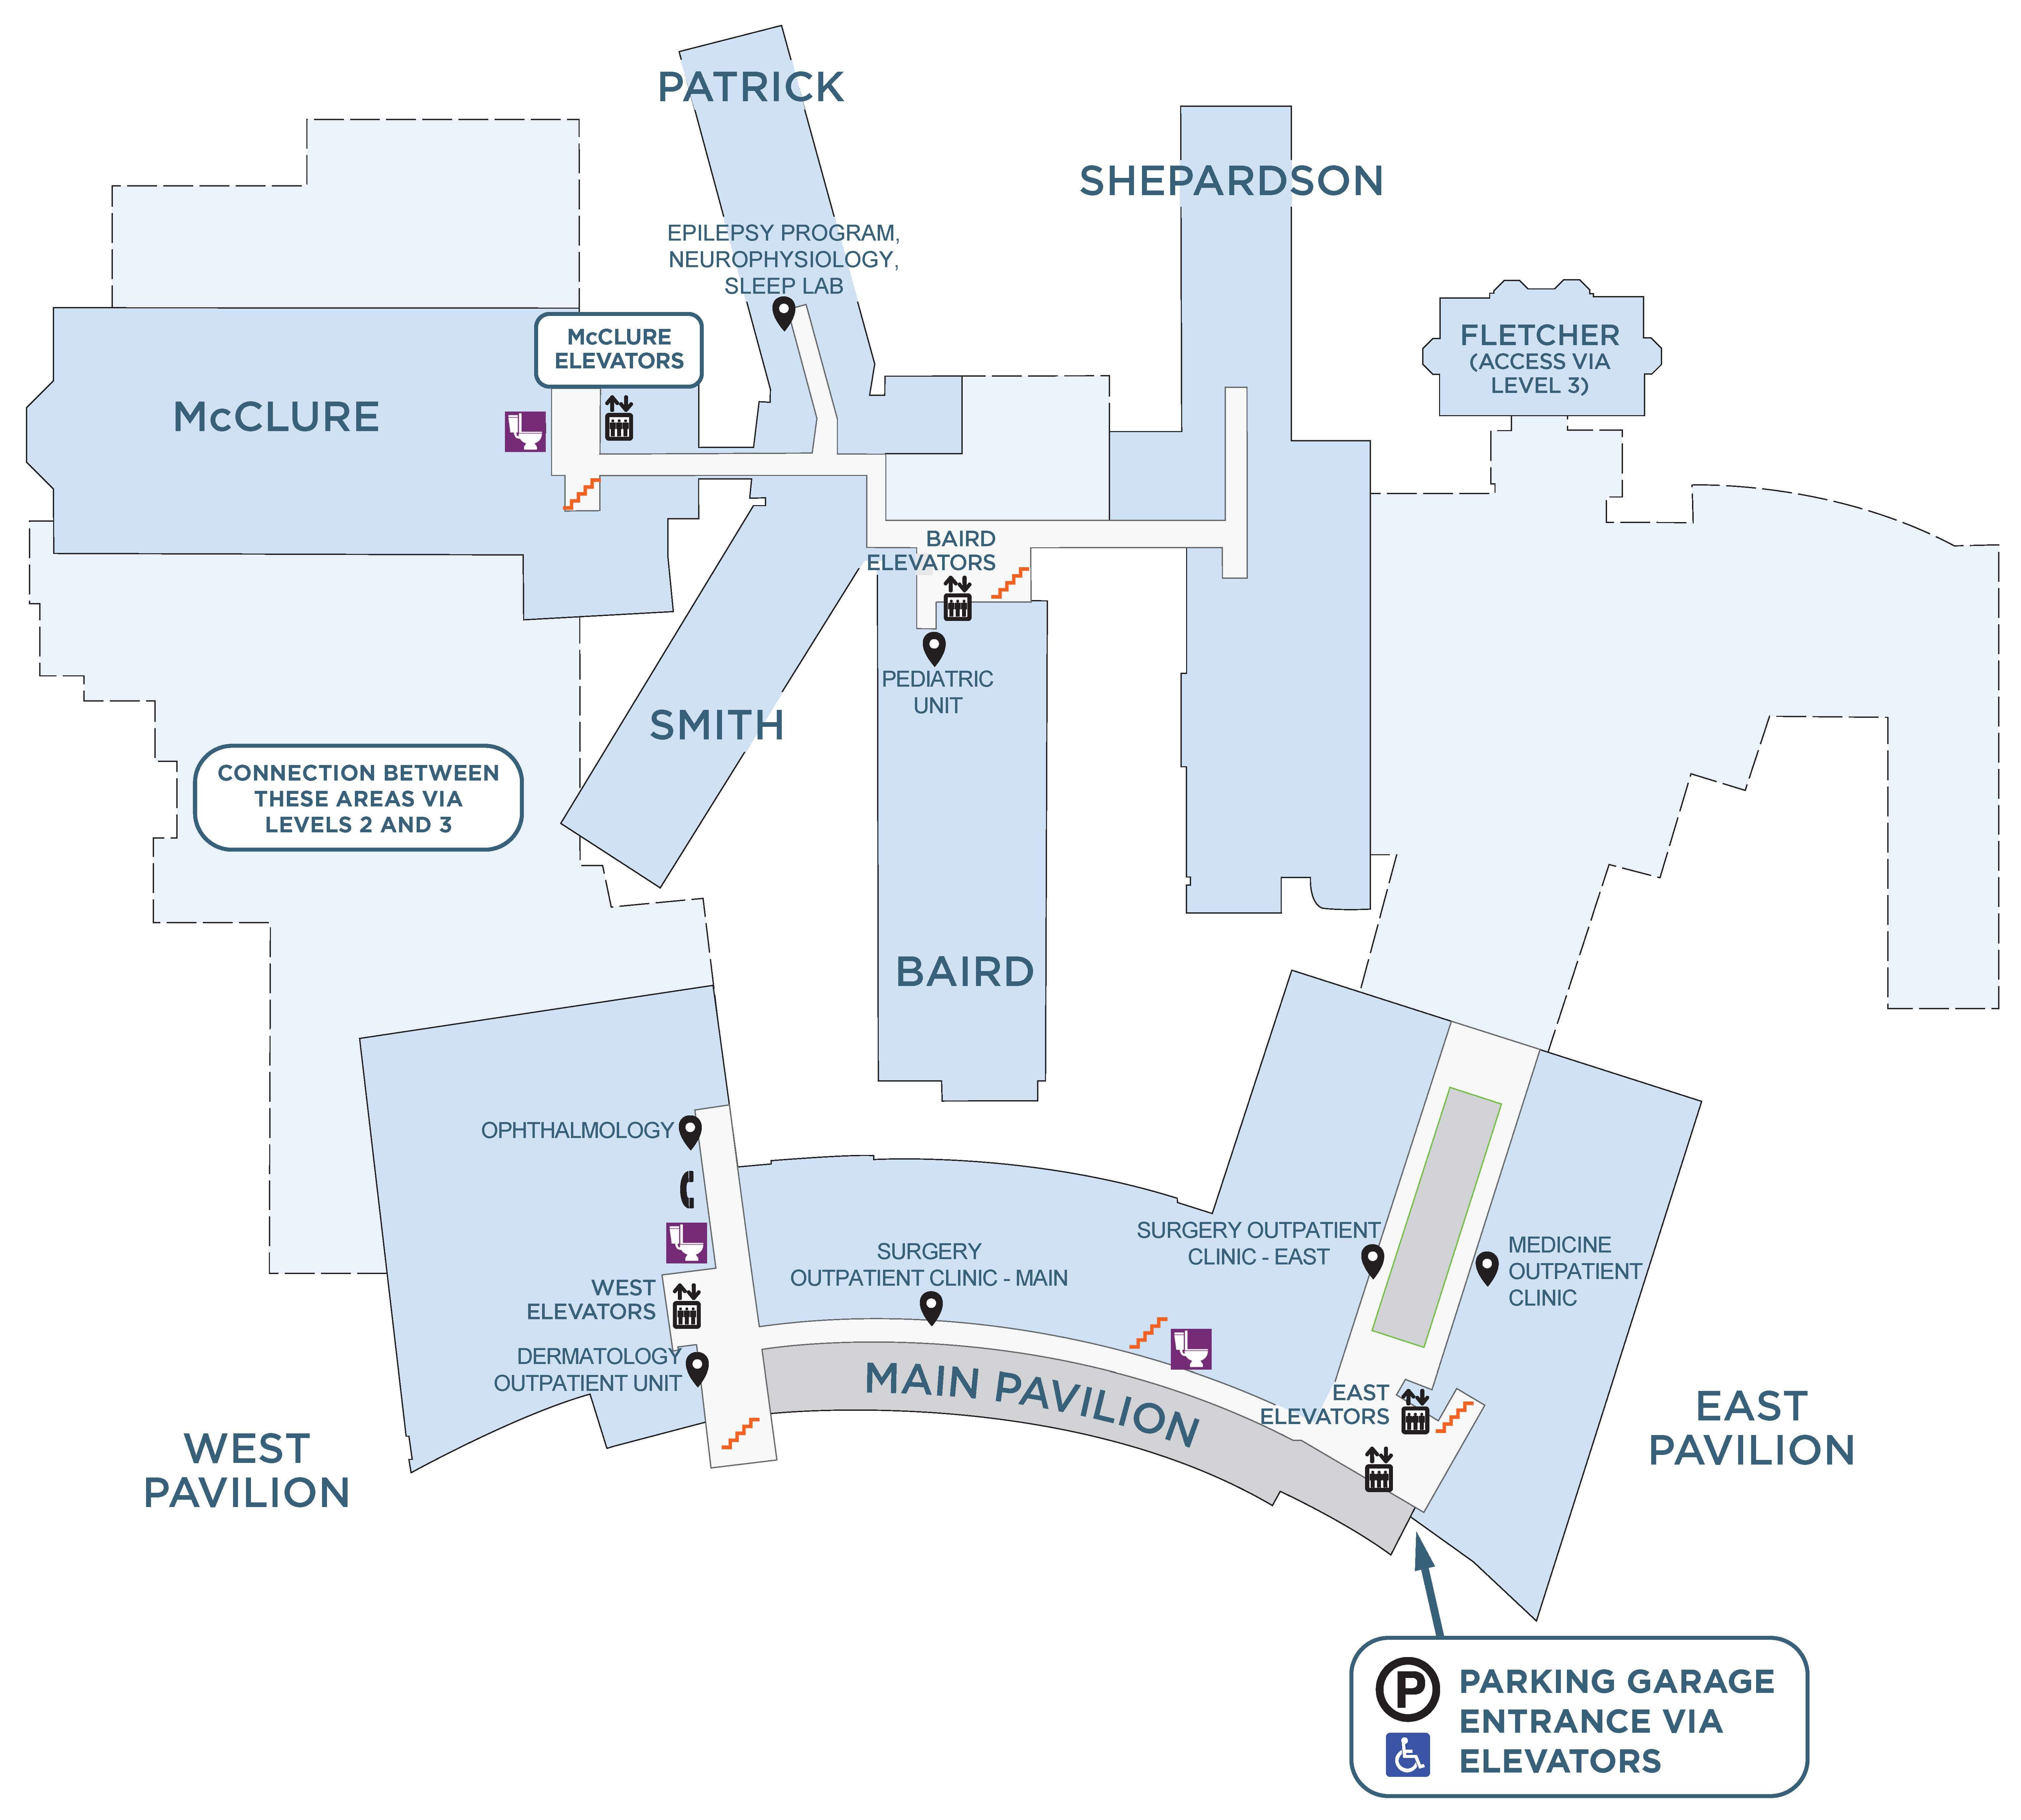 PATRICK
SHEPARDSON
EPILEPSY PROGRAM,
NEUROPHYSIOLOGY,
SLEEP LAB
McCLURE
ELEVATORS
FLETCHER
(ACCESS VIA
LEVEL 3)
McCLURE
BAIRD
ELEVATORS
PEDIATRIC
UNIT
SMITH
CONNECTION BETWEEN
THESE AREAS VIA
LEVELS 2 AND 3
BAIRD
OPHTHALMOLOGY
SURGERY OUTPATIENT
CLINIC - EAST
MEDICINE
OUTPATIENT
CLINIC
SURGERY
OUTPATIENT CLINIC - MAIN
WEST
ELEVATORS
DERMATOLOGY
OUTPATIENT UNIT
MAIN PAVILION
EAST
ELEVATORS
EAST
PAVILION
WEST
PAVILION
P
PARKING GARAGE
ENTRANCE VIA
ELEVATORS